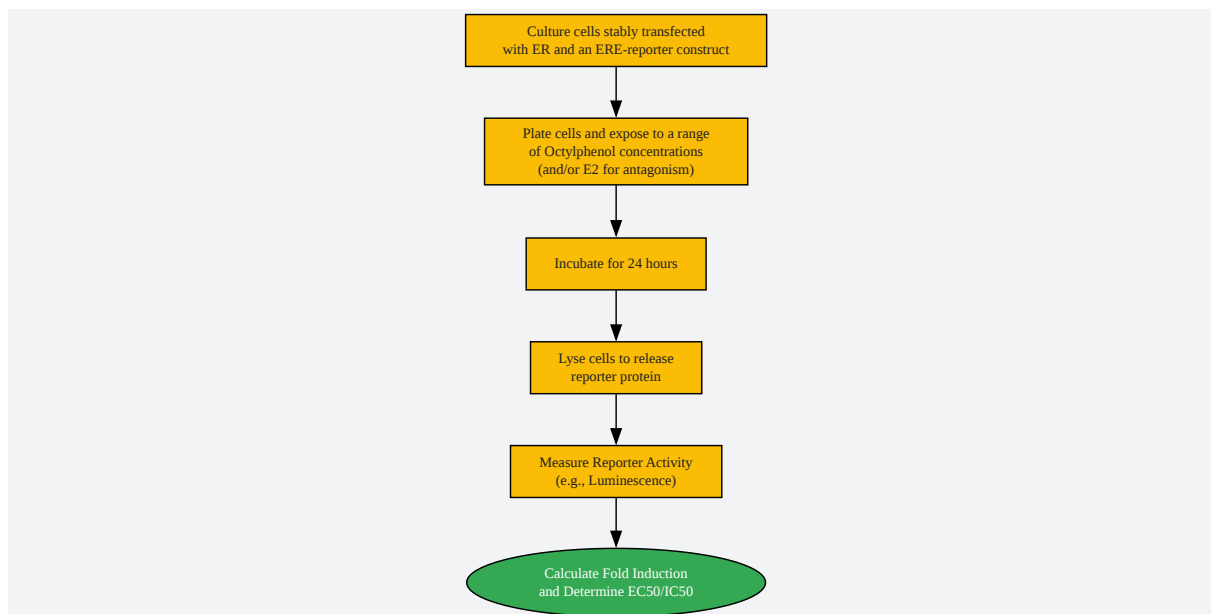 Culture cells stably transfected
with ER and an ERE-reporter construct
Plate cells and expose to a range
of Octylphenol concentrations
(and/or E2 for antagonism)
Incubate for 24 hours
Lyse cells to release
reporter protein
Measure Reporter Activity
(e.g., Luminescence)
Calculate Fold Induction
and Determine EC50/IC50